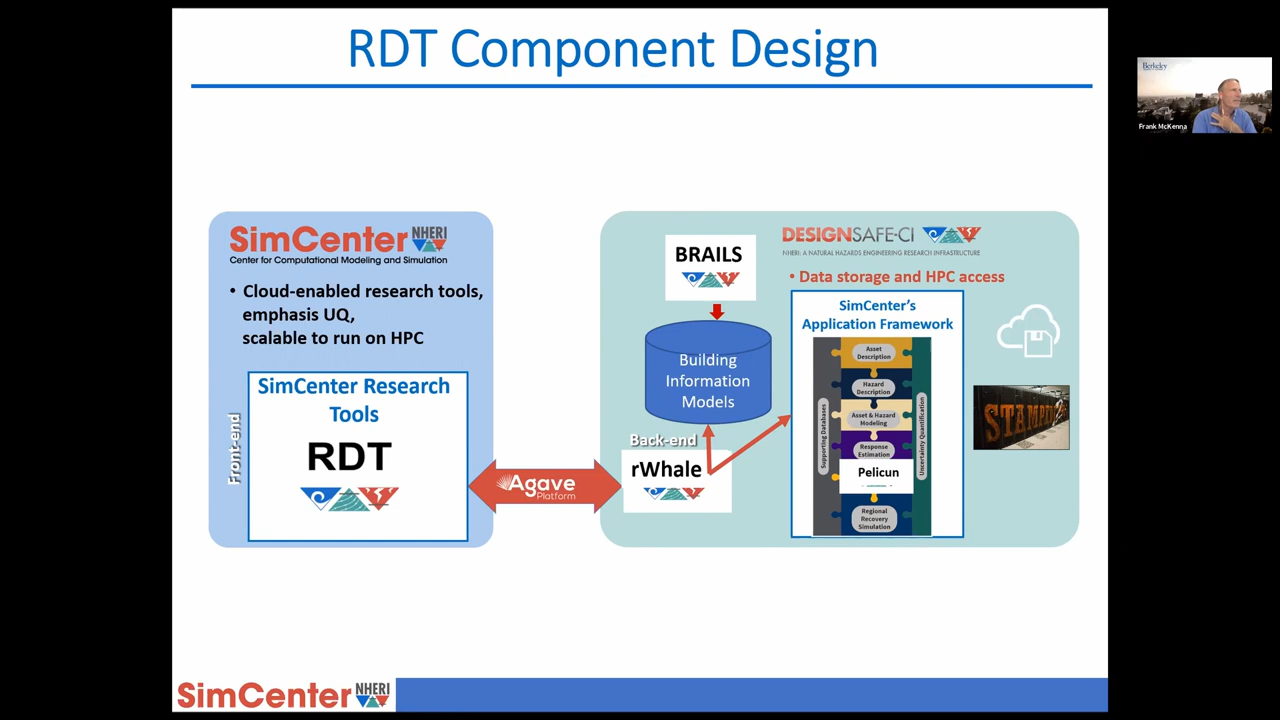 RDT Component Design
Berkeley
Frank McKenna
SimCenter NHERI
Center for Computational Modeling and Simulation
• Cloud-enabled research tools,
emphasis UQ,
scalable to run on HPC
SimCenter Research
Tools
RDT
Front-end
Agave
Platform
BRAILS
Building
Information
Models
Back-end
rWhale
DESIGNSAFE-CI
NHERI: A NATURAL HAZARDS ENGINEERING RESEARCH INFRASTRUCTURE
• Data storage and HPC access
SimCenter's
Application Framework
Supporting Databases
Asset
Description
Hazard
Description
Asset & Hazard
Modeling
Response
Estimation
Pelicun
Regional
Recovery
Simulation
Uncertainty Quantification
SimCenter NHERI